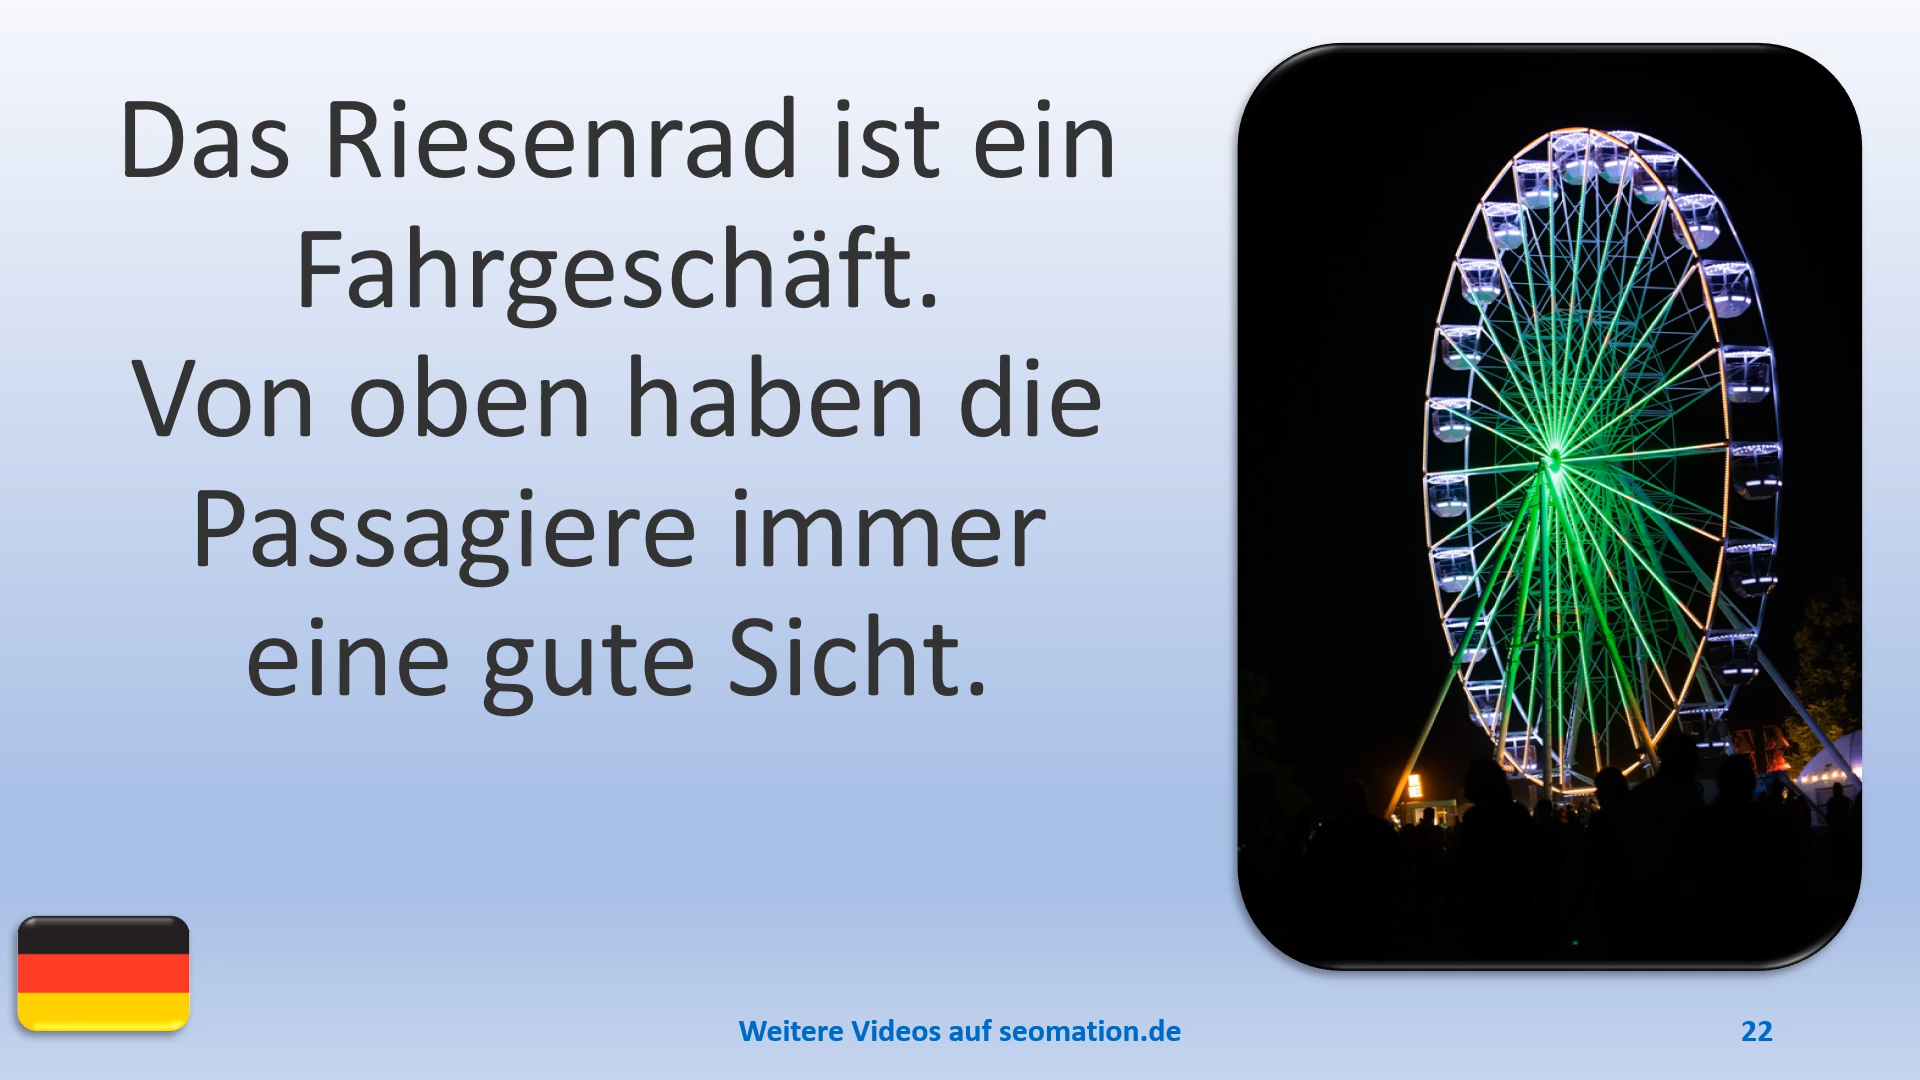 Das Riesenrad ist ein
Fahrgeschäft.
Von oben haben die
Passagiere immer
eine gute Sicht.
Weitere Videos auf seomation.de
22